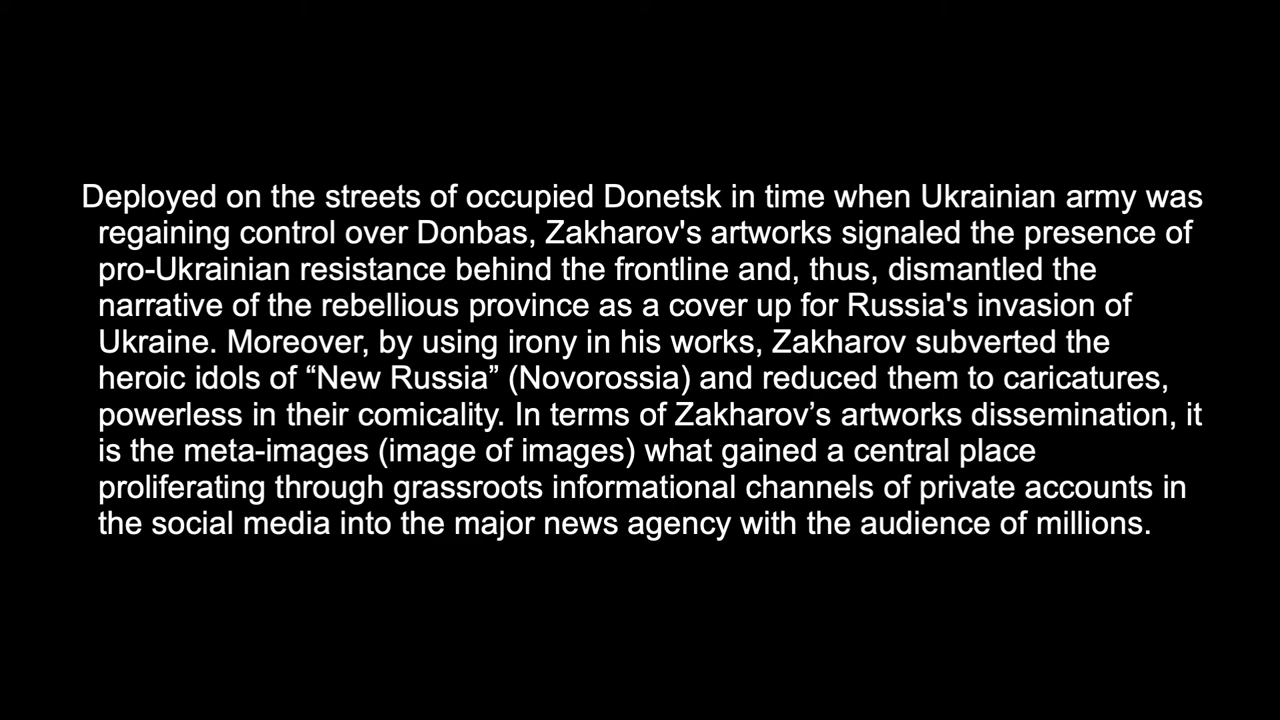 Deployed on the streets of occupied Donetsk in time when Ukrainian army was
regaining control over Donbas, Zakharov's artworks signaled the presence of
pro-Ukrainian resistance behind the frontline and, thus, dismantled the
narrative of the rebellious province as a cover up for Russia's invasion of
Ukraine. Moreover, by using irony in his works, Zakharov subverted the
heroic idols of “New Russia” (Novorossia) and reduced them to caricatures,
powerless in their comicality. In terms of Zakharov’s artworks dissemination, it
is the meta-images (image of images) what gained a central place
proliferating through grassroots informational channels of private accounts in
the social media into the major news agency with the audience of millions.